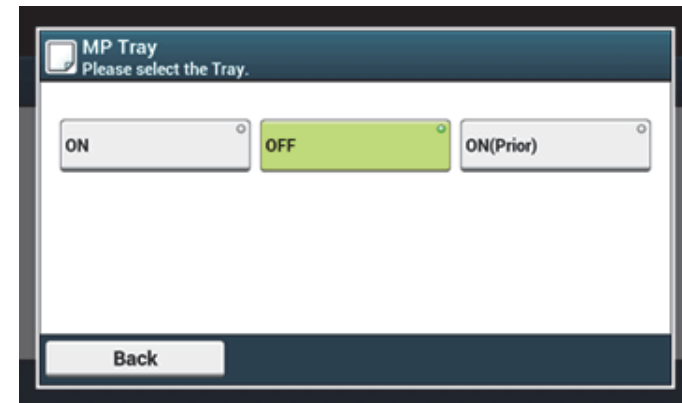 MP Tray
Please select the Tray.
ON
OFF
ON(Prior)
Back